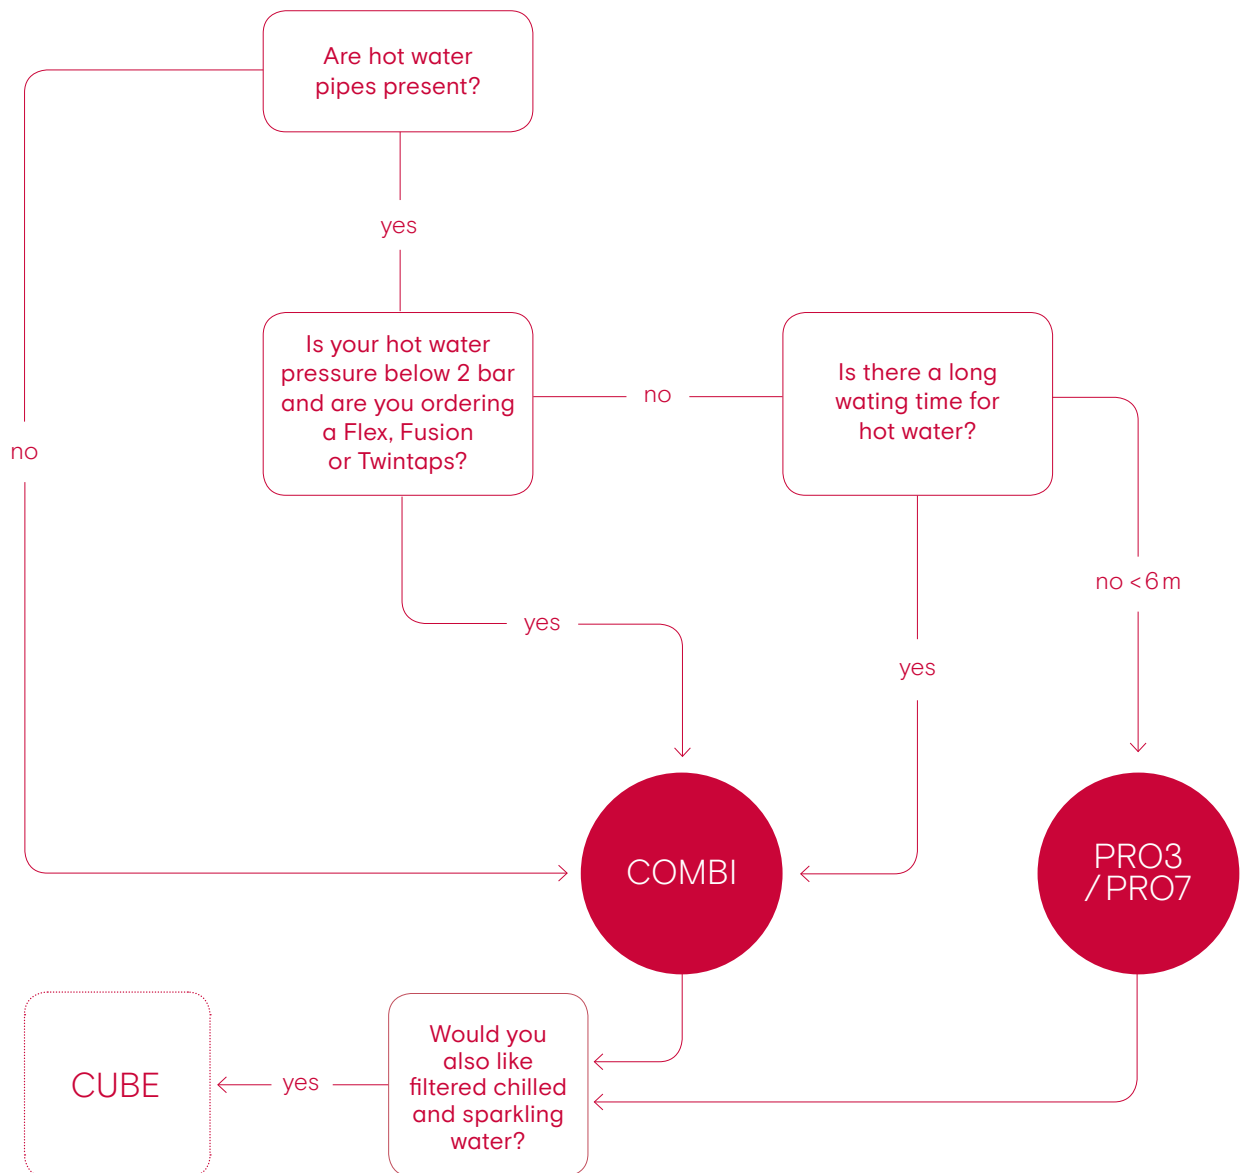 Are hot water
pipes present?
yes
no
Is your hot water
pressure below 2 bar
and are you ordering
a Flex, Fusion
or Twintaps?
no
Is there a long
wating time for
hot water?
yes
no <6 m
yes
COMBI
PRO3
/ PRO7
Would you
also like
filtered chilled
and sparkling
water?
yes
CUBE